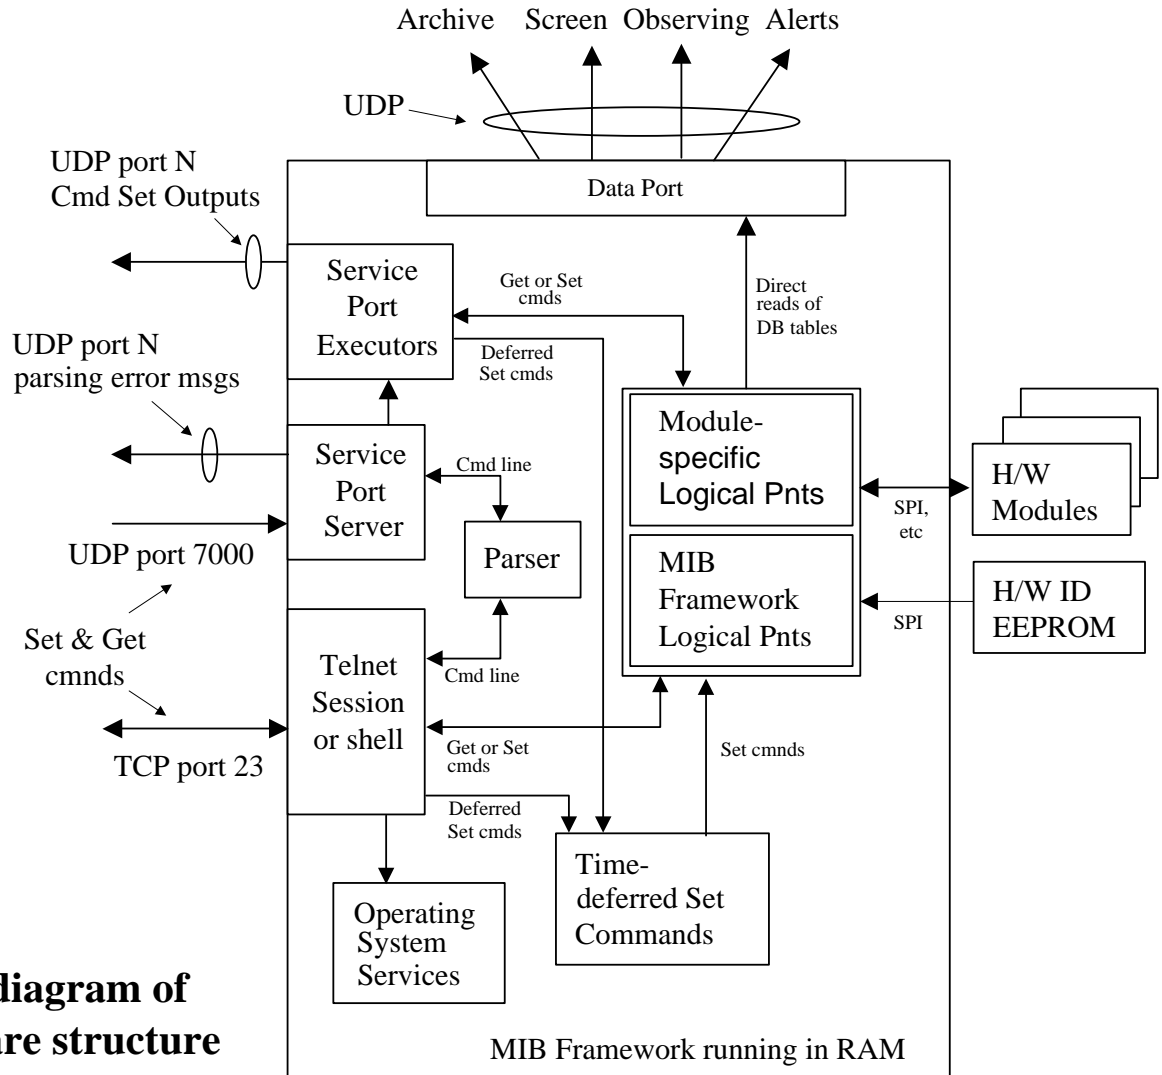 Archive Screen Observing Alerts
UDP
UDP port N
Cmd Set Outputs
Data Port
Service
Port
Executors
Get or Set
cmds
Direct
reads of
DB tables
Deferred
Set cmds
UDP port N
parsing error msgs
Service
Port
Server
Cmd line
Module-
specific
Logical Pnts
H/W
Modules
SPI,
etc
UDP port 7000
Parser
MIB
Framework
Logical Pnts
H/W ID
EEPROM
SPI
Set & Get
cmnds
Telnet
Session
or shell
Cmd line
TCP port 23
Get or Set
cmds
Set cmnds
Deferred
Set cmds
Time-
deferred Set
Commands
Operating
System
Services
diagram of
are structure
MIB Framework running in RAM